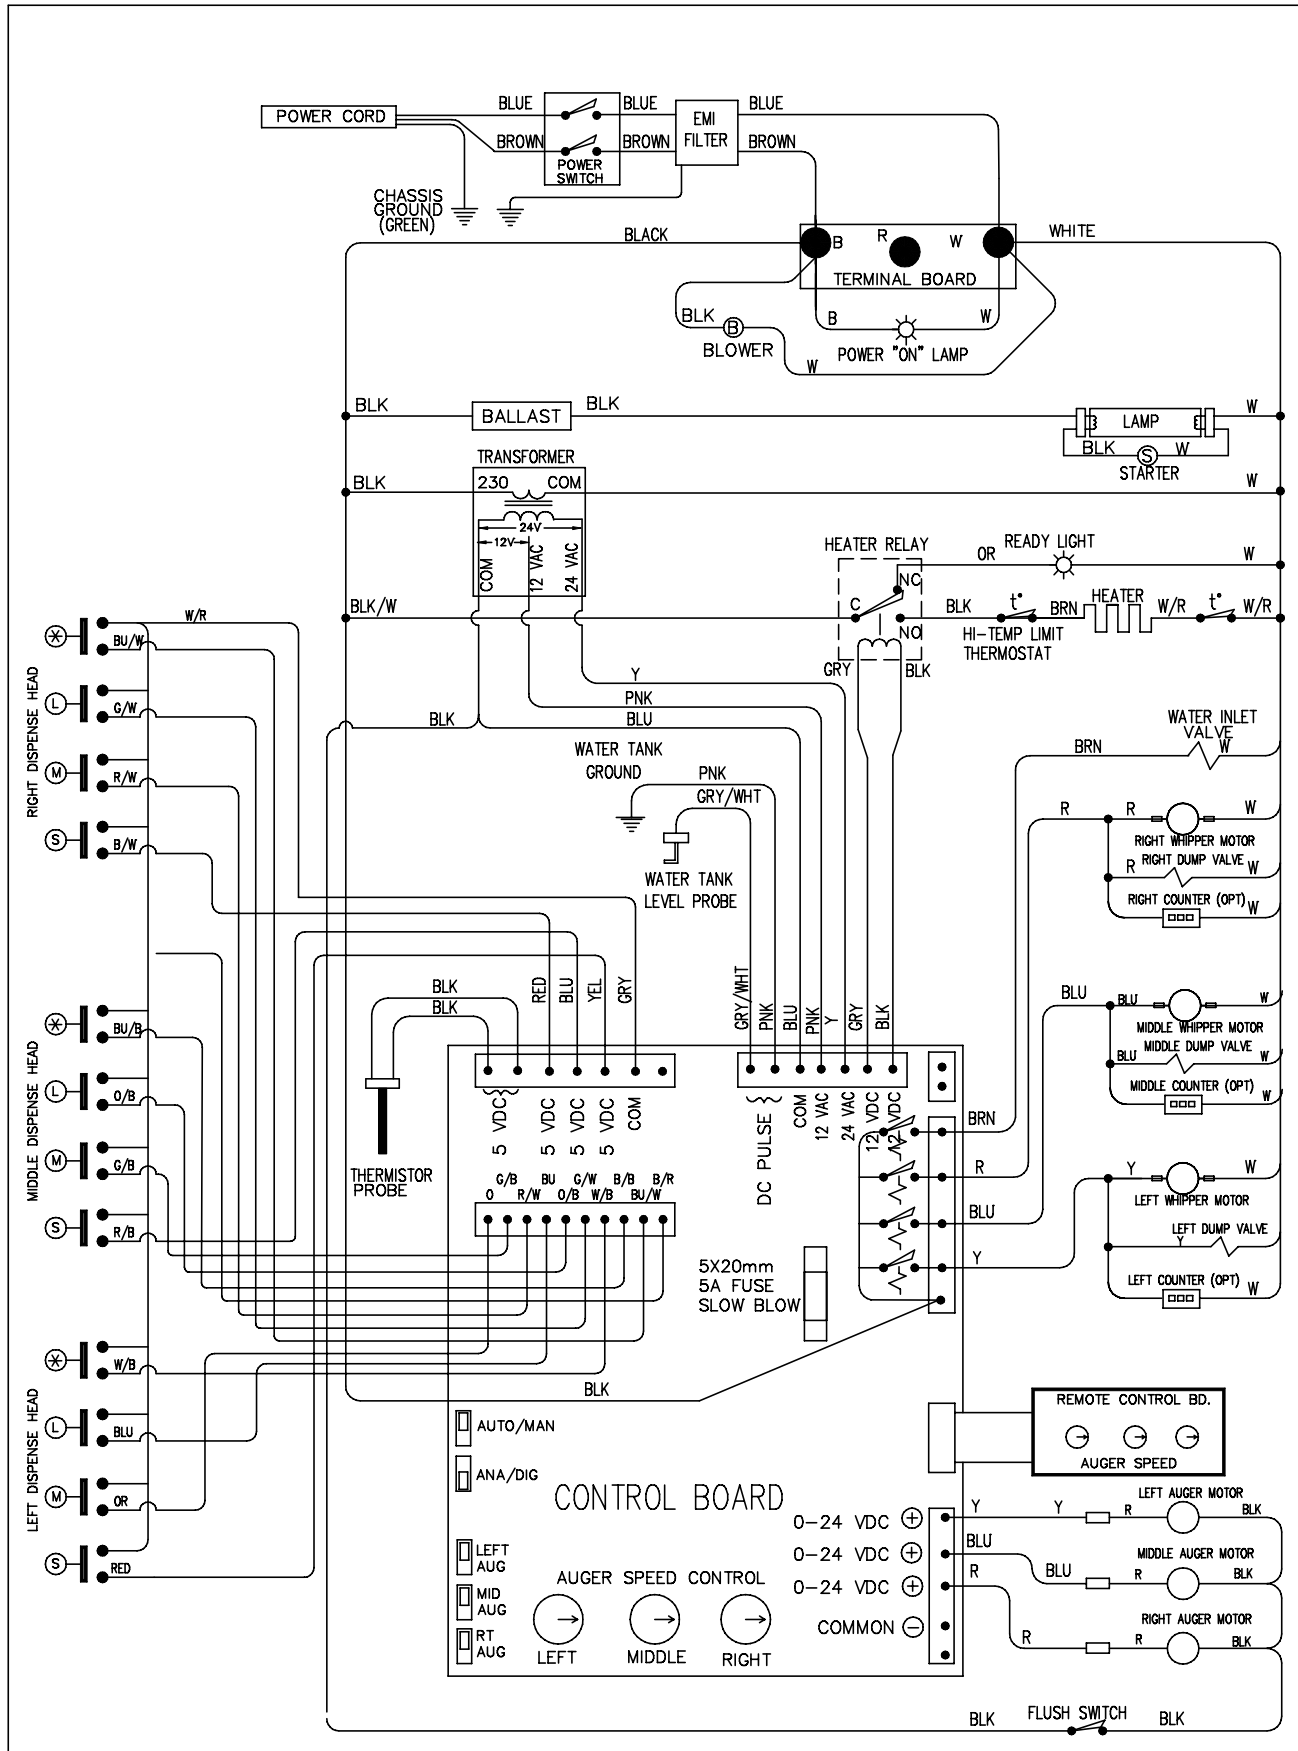 POWER CORD
BLUE
BLUE
BLUE
BROWN
BROWN
BROWN
POWER
SWITCH
EMI
FILTER
CHASSIS
GROUND
(GREEN)
BLACK
B
R
W
WHITE
TERMINAL BOARD
BLK
B
BLOWER
B
W
POWER "ON" LAMP
W
BLK
BALLAST
BLK
LAMP
W
BLK
S
W
STARTER
TRANSFORMER
230
COM
BLK
W
24V
12V
COM
12 VAC
24 VAC
HEATER RELAY
OR
READY LIGHT
W
NC
C
NO
BLK/W
BLK
t°
BRN
HEATER
W/R
t°
W/R
HI-TEMP LIMIT
THERMOSTAT
GRY
BLK
Y
PNK
BLU
BLK
RIGHT DISPENSE HEAD
W/R
BU/W
L
G/W
M
R/W
S
B/W
WATER TANK
GROUND
PNK
GRY/WHT
WATER TANK
LEVEL PROBE
WATER INLET
VALVE
BRN
W
R
R
W
RIGHT WHIPPER MOTOR
RIGHT DUMP VALVE
R
W
RIGHT COUNTER (OPT)
W
BLK
BLK
RED
BLU
YEL
GRY
GRY/WHT
PNK
BLU
PNK
Y
GRY
BLK
BLU
BLU
W
MIDDLE WHIPPER MOTOR
MIDDLE DUMP VALVE
BLU
W
MIDDLE COUNTER (OPT)
W
MIDDLE DISPENSE HEAD
BU/B
L
O/B
M
G/B
S
R/B
THERMISTOR
PROBE
5 VDC
5 VDC
5 VDC
5 VDC
COM
DC PULSE
COM
12 VAC
24 VAC
12 VDC
12 VDC
G/B
BU
G/W
B/B
B/R
O
R/W
O/B
W/B
BU/W
BRN
R
BLU
Y
Y
W
LEFT WHIPPER MOTOR
LEFT DUMP VALVE
Y
W
LEFT COUNTER (OPT)
W
5X20mm
5A FUSE
SLOW BLOW
LEFT DISPENSE HEAD
W/B
L
BLU
M
OR
S
RED
BLK
AUTO/MAN
ANA/DIG
CONTROL BOARD
REMOTE CONTROL BD.
AUGER SPEED
LEFT
AUG
MID
AUG
RT
AUG
AUGER SPEED CONTROL
LEFT
MIDDLE
RIGHT
0-24 VDC +
0-24 VDC +
0-24 VDC +
COMMON -
Y
Y
R
LEFT AUGER MOTOR
BLK
BLU
BLU
R
MIDDLE AUGER MOTOR
BLK
R
R
R
RIGHT AUGER MOTOR
BLK
BLK
FLUSH SWITCH
BLK